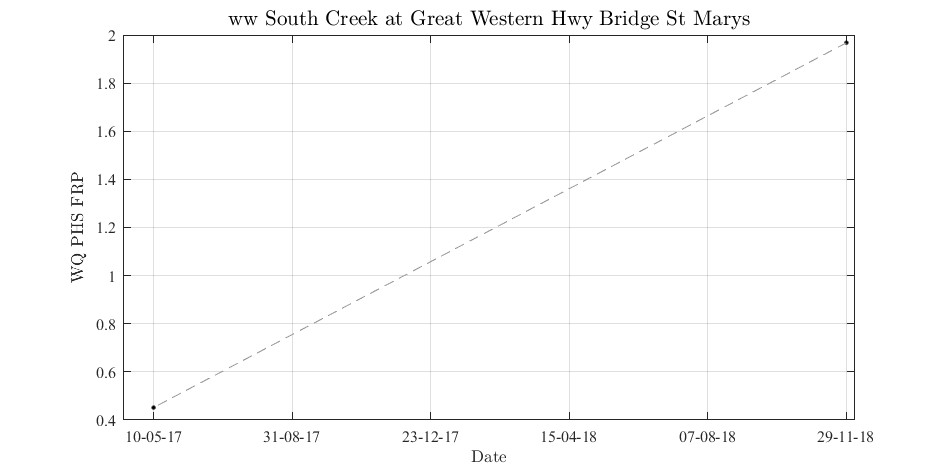 ww South Creek at Great Western Hwy Bridge St Marys
2
1.8
1.6
1.4
1.2
1
0.8
0.6
0.4
WQ PHS FRP
10-05-17 31-08-17 23-12-17 15-04-18 07-08-18 29-11-18
Date